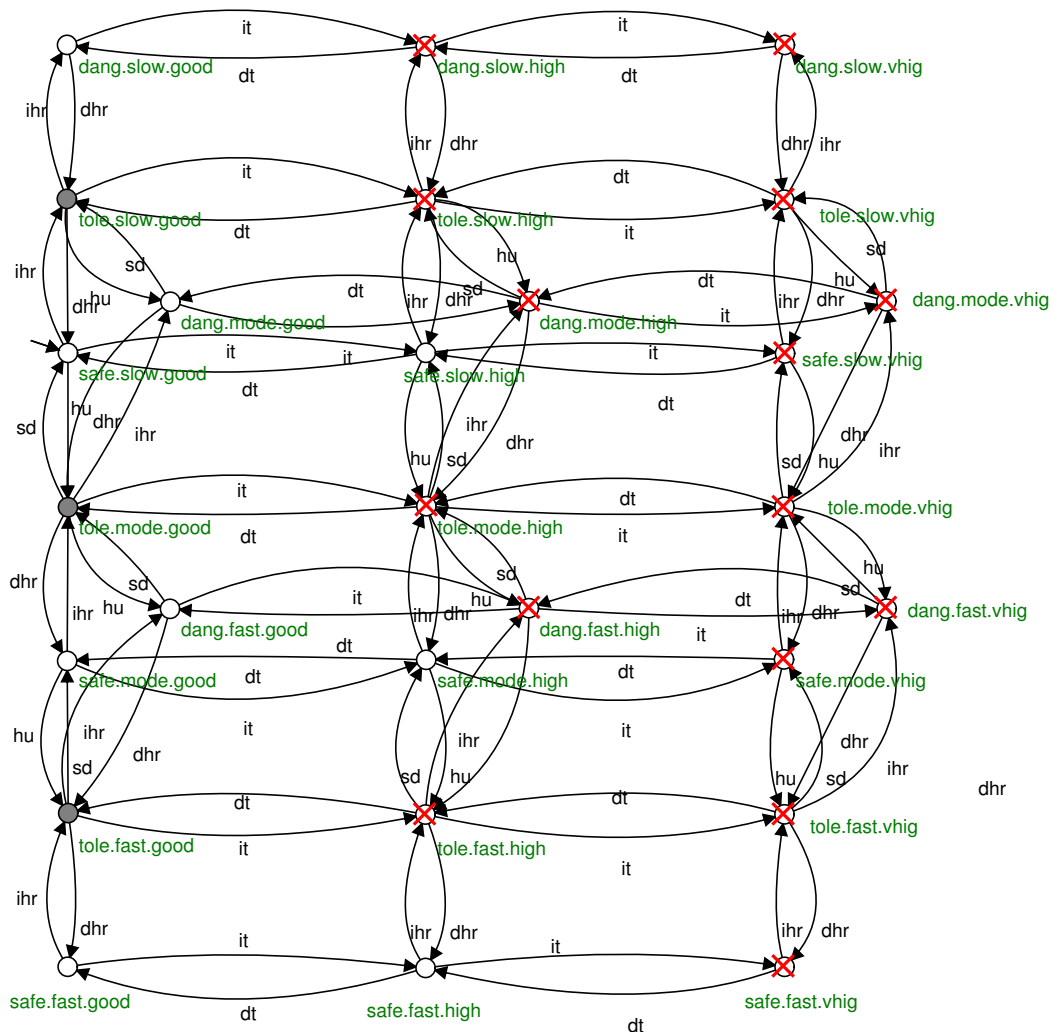 it it
dang.slow.good dang.slow.high dang.slow.vhig
dt dt
ihr dhr ihr dhr dhr ihr
it dt
tole.slow.good tole.slow.high tole.slow.vhig
dt it
ihr sd hu sd
dhr hu ihr dhr sd ihr dhr hu
dt dt
dang.mode.good dang.mode.high dang.mode.vhig
it
it it it
safe.slow.good safe.slow.high safe.slow.vhig
dt dt
sd hu dhr ihr ihr dhr dhr ihr
hu sd sd hu
it dt
tole.mode.good tole.mode.high tole.mode.vhig
dt it
dhr sd sd hu
ihr hu ihr dhr hu ihr dhr sd
it dt
dang.fast.good dang.fast.high dang.fast.vhig
dt it
safe.mode.good safe.mode.high safe.mode.vhig
dt dt
hu ihr it ihr it dhr
sd dhr sd hu hu sd ihr
dhr
dt dt
tole.fast.good tole.fast.high tole.fast.vhig
it it
ihr dhr ihr dhr ihr dhr
it it
safe.fast.good safe.fast.high safe.fast.vhig
dt dt